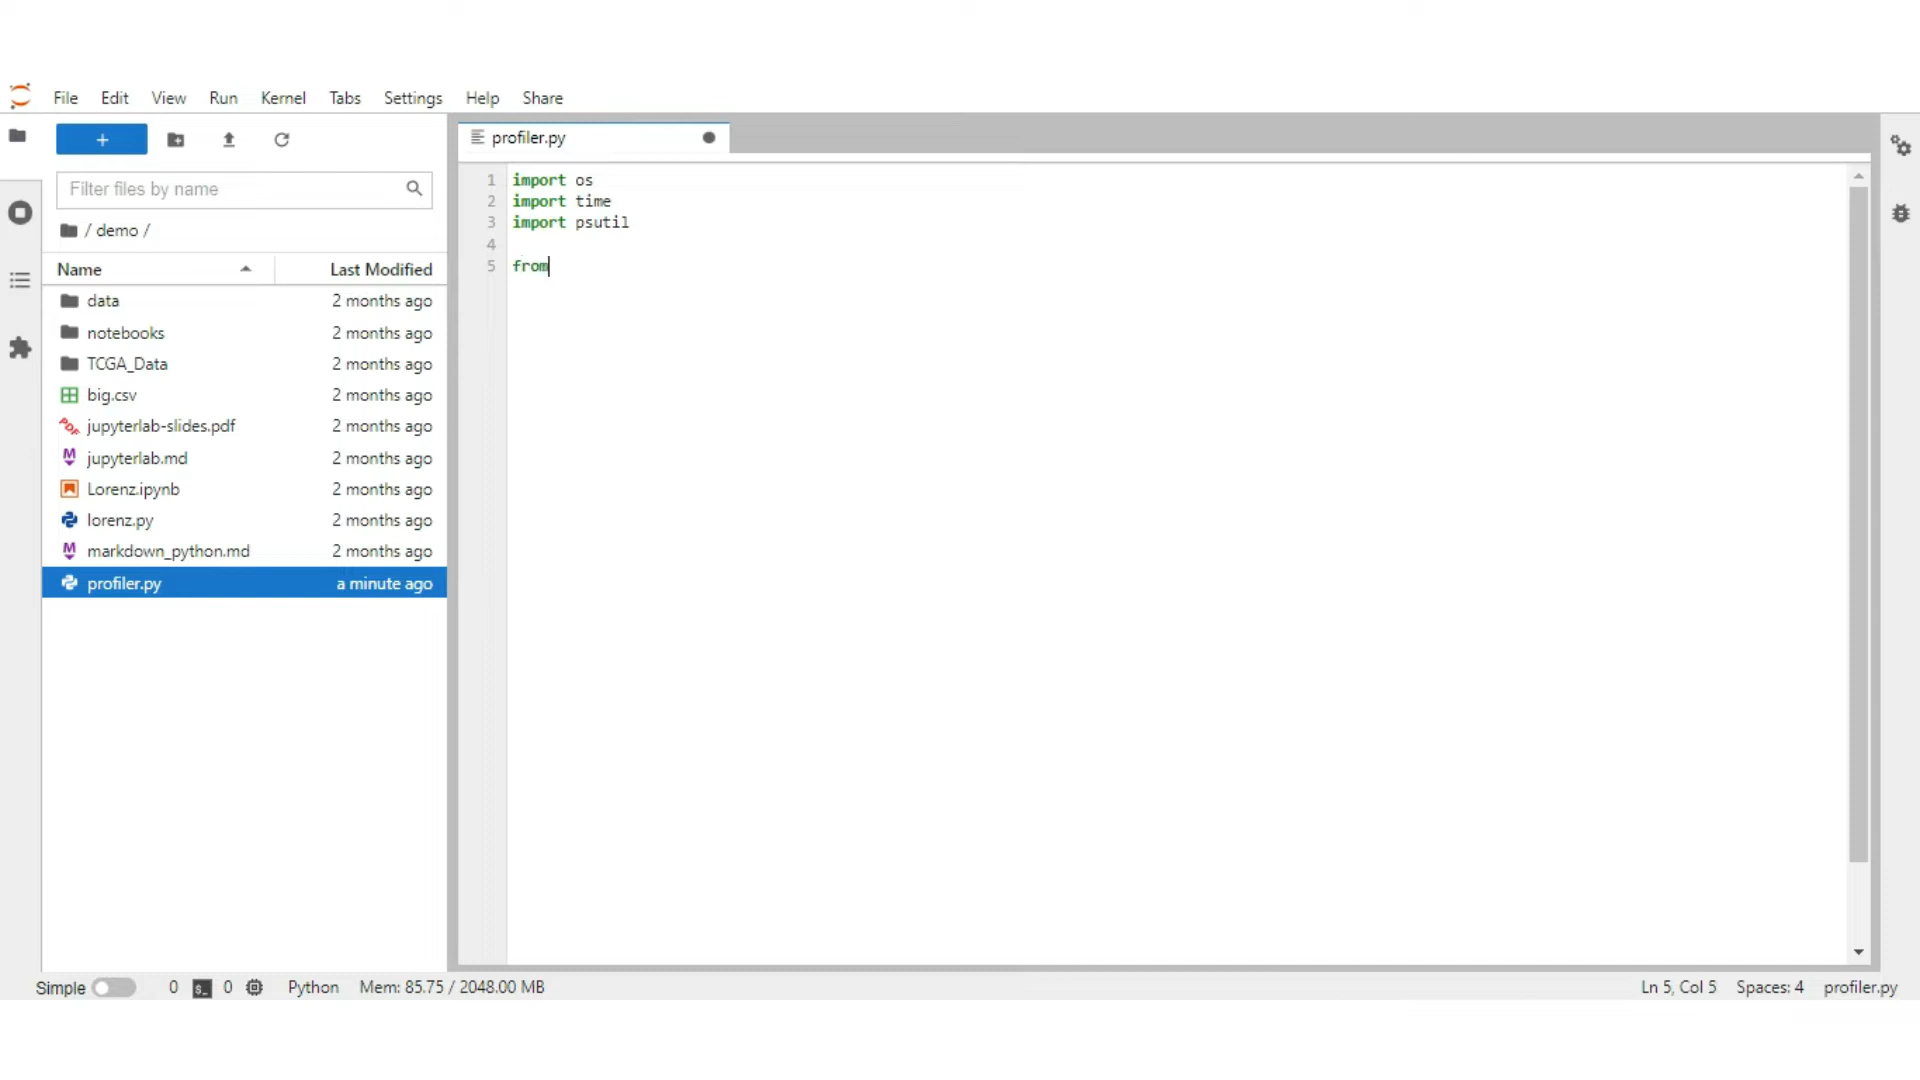 File Edit View Run Kernel Tabs Settings Help Share
+
profiler.py
Filter files by name
/ demo /
Name Last Modified
data 2 months ago
notebooks 2 months ago
TCGA_Data 2 months ago
big.csv 2 months ago
jupyterlab-slides.pdf 2 months ago
jupyterlab.md 2 months ago
Lorenz.ipynb 2 months ago
lorenz.py 2 months ago
markdown_python.md 2 months ago
profiler.py a minute ago
1 import os
2 import time
3 import psutil
4
5 from
Simple 0 $_ 0 Python Mem: 85.75 / 2048.00 MB Ln 5, Col 5 Spaces: 4 profiler.py